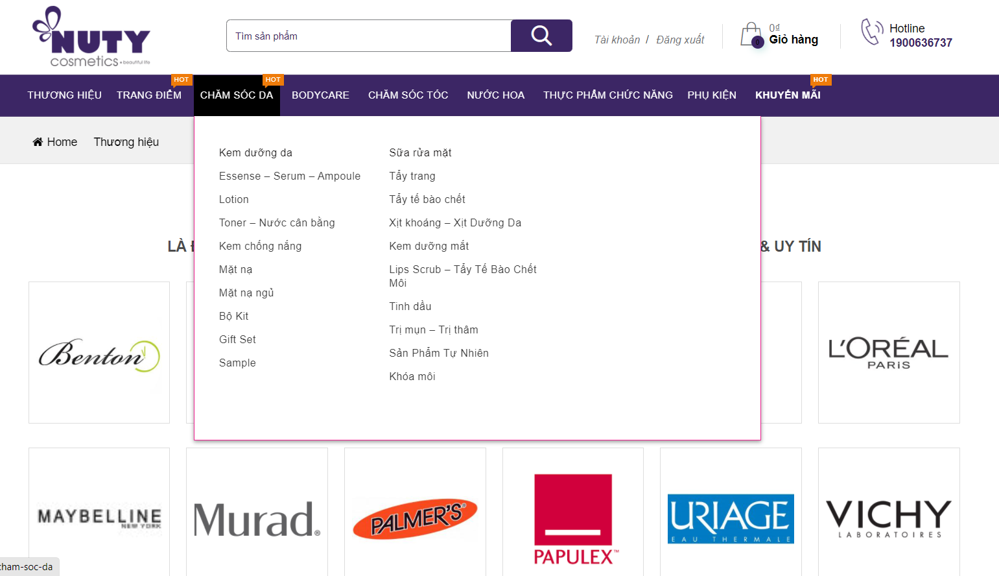 NUTY
cosmetics • beautiful life
Tìm sản phẩm
Tài khoản / Đăng xuất
0₫
0
Giỏ hàng
Hotline
1900636737
HOT
HOT
HOT
THƯƠNG HIỆU TRANG ĐIỂM CHĂM SÓC DA BODYCARE CHĂM SÓC TÓC NƯỚC HOA THỰC PHẨM CHỨC NĂNG PHỤ KIỆN KHUYẾN MÃI
Home Thương hiệu
Kem dưỡng da
Essense – Serum – Ampoule
Lotion
Toner – Nước cân bằng
Kem chống nắng
Mặt nạ
Mặt nạ ngủ
Bộ Kit
Gift Set
Sample
Sữa rửa mặt
Tẩy trang
Tẩy tế bào chết
Xịt khoáng – Xịt Dưỡng Da
Kem dưỡng mắt
Lips Scrub – Tẩy Tế Bào Chết
Môi
Tinh dầu
Trị mụn – Trị thâm
Sản Phẩm Tự Nhiên
Khóa môi
LÀ
& UY TÍN
Benton
L'ORÉAL
PARIS
MAYBELLINE
NEW YORK
Murad®
PALMER'S®
PAPULEX™
URIAGE
EAU THERMALE
VICHY
LABORATOIRES
cham-soc-da